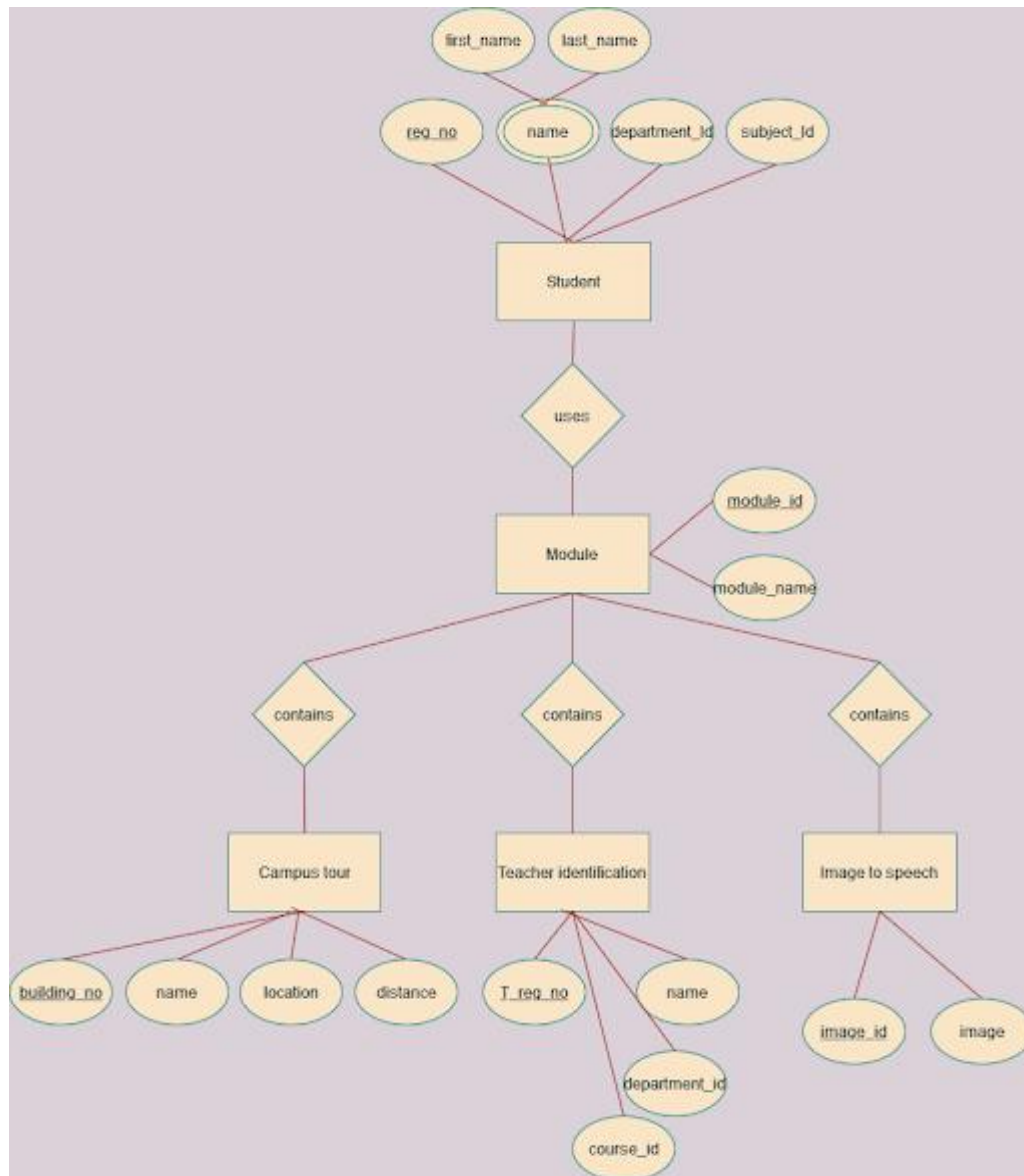 first_name
last_name
reg_no
name
department_Id
subject_Id
Student
uses
module_id
Module
module_name
contains
contains
contains
Campus tour
Teacher identification
Image to speech
building_no
name
location
distance
T_reg_no
name
image_id
image
department_id
course_id